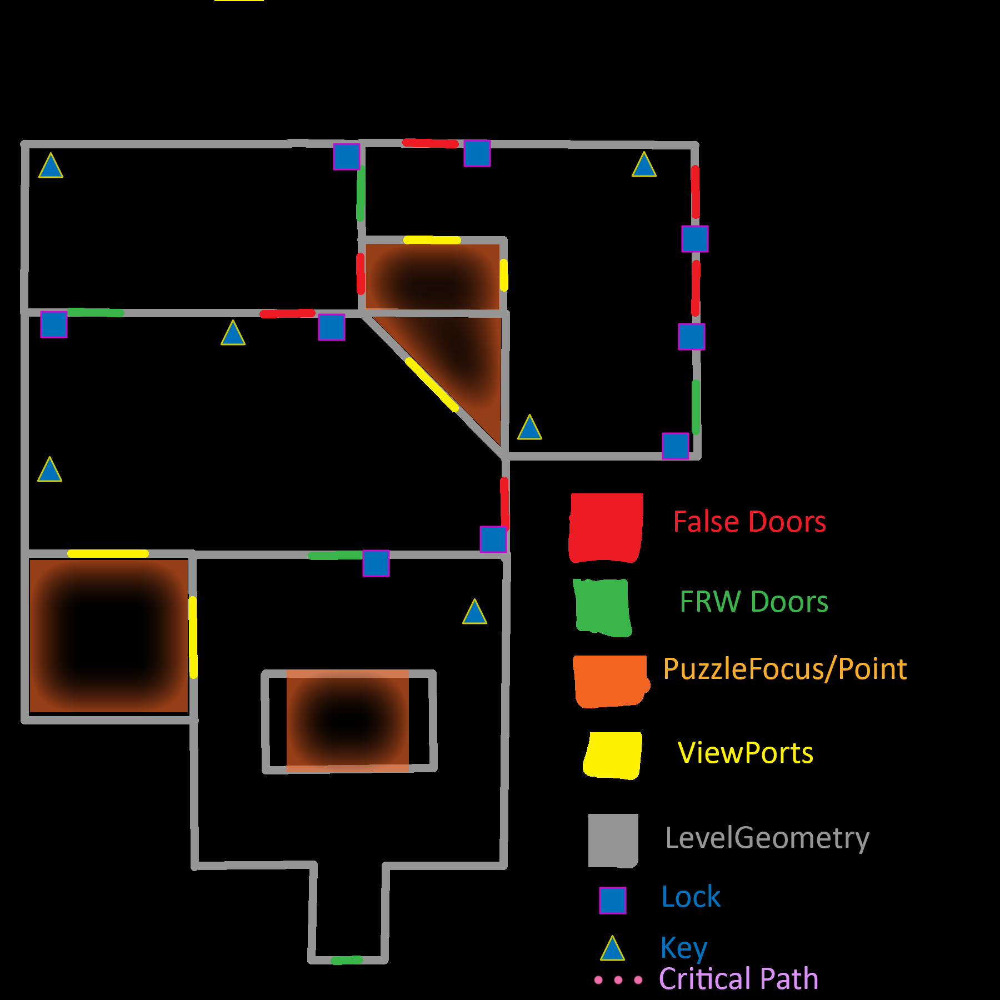 False Doors
FRW Doors
PuzzleFocus/Point
ViewPorts
LevelGeometry
Lock
Key
Critical Path